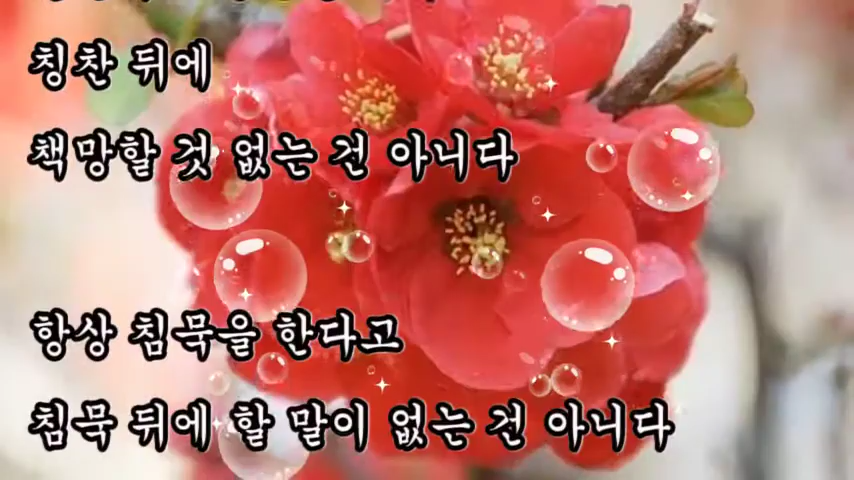 칭찬 뒤에
책망할 것 없는 건 아니다
항상 침묵을 한다고
침묵 뒤에 할 말이 없는 건 아니다